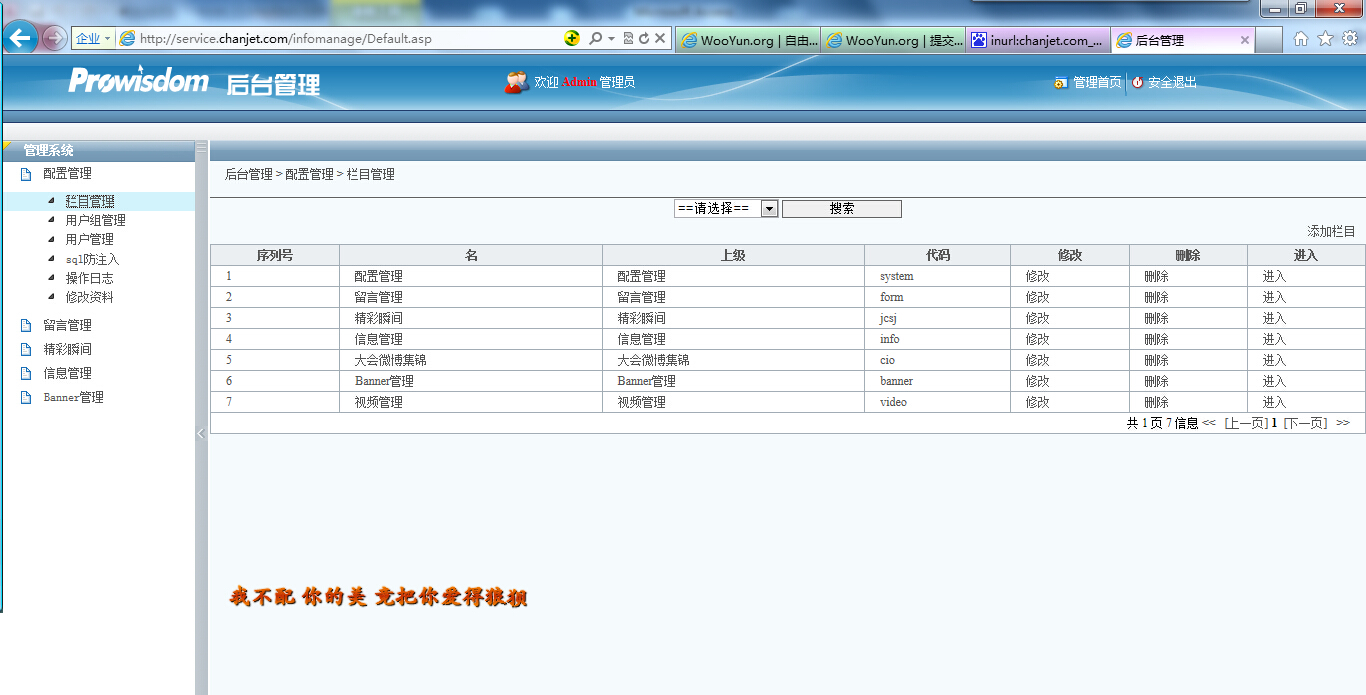 企业 http://service.chanjet.com/infomanage/Default.asp WooYun.org | 自由... WooYun.org | 提交... inurl:chanjet.com_... 后台管理
Prowisdom 后台管理 欢迎 Admin 管理员 管理首页 安全退出
管理系统
配置管理
栏目管理
用户组管理
用户管理
sql防注入
操作日志
修改资料
留言管理
精彩瞬间
信息管理
Banner管理
后台管理 > 配置管理 > 栏目管理
==请选择== 搜索
添加栏目
序列号 名 上级 代码 修改 删除 进入
1 配置管理 配置管理 system 修改 删除 进入
2 留言管理 留言管理 form 修改 删除 进入
3 精彩瞬间 精彩瞬间 jcsj 修改 删除 进入
4 信息管理 信息管理 info 修改 删除 进入
5 大会微博集锦 大会微博集锦 cio 修改 删除 进入
6 Banner管理 Banner管理 banner 修改 删除 进入
7 视频管理 视频管理 video 修改 删除 进入
共 1 页 7 信息 << [上一页] 1 [下一页] >>
我不配 你的美 竟把你爱得狼狈